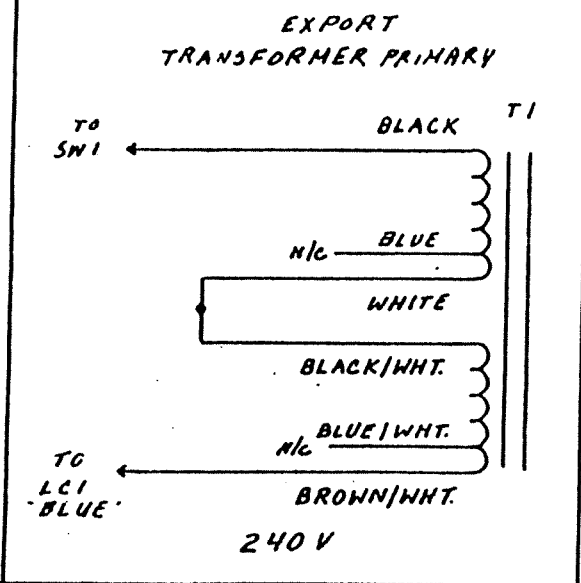 EXPORT
TRANSFORMER PRIMARY
T1
TO
SW1
BLACK
N/C
BLUE
WHITE
BLACK/WHT.
N/C
BLUE/WHT.
TO
LC1
"BLUE"
BROWN/WHT.
240V